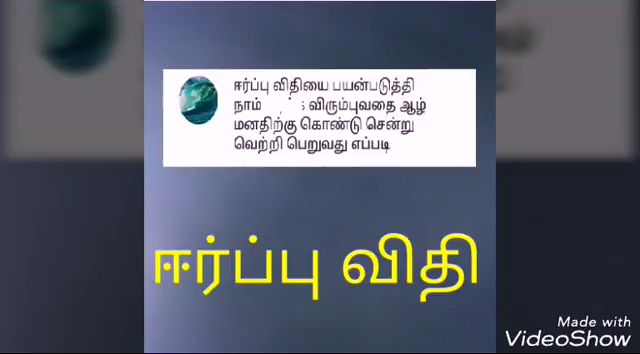 ஈர்ப்பு விதியை பயன்படுத்தி
நாம் விரும்புவதை ஆழ்
மனதிற்கு கொண்டு சென்று
வெற்றி பெறுவது எப்படி
ஈர்ப்பு விதி
Made with
VideoShow